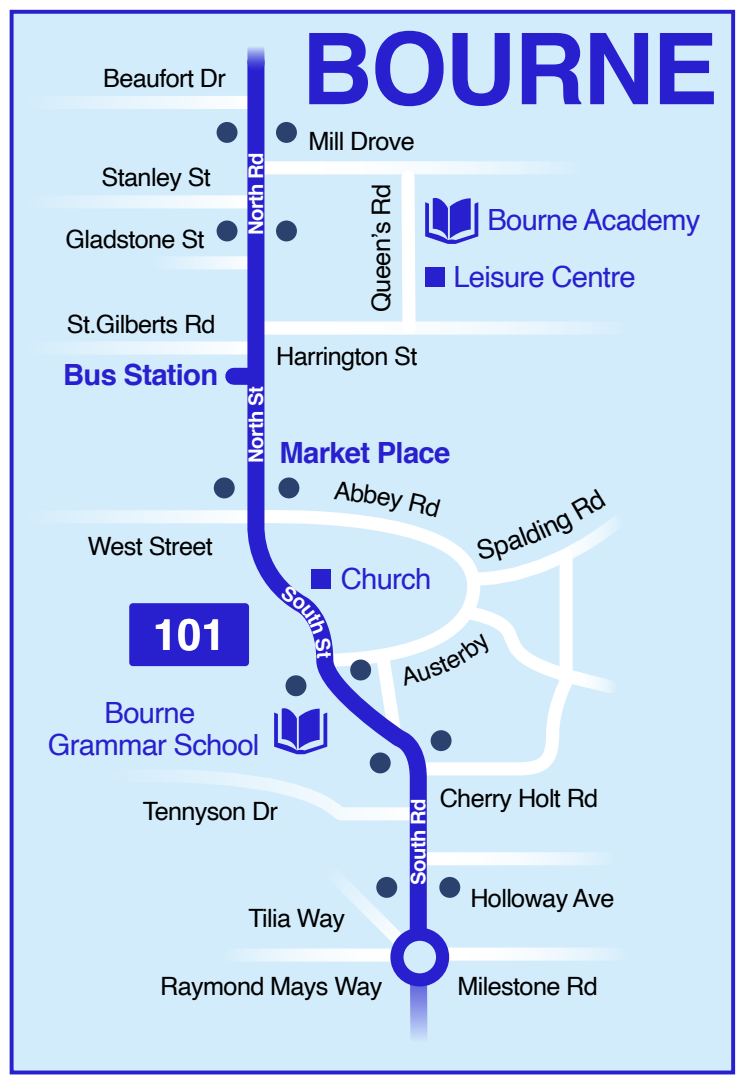 BOURNE
Beaufort Dr
Mill Drove
North Rd
Stanley St
Queen's Rd
Bourne Academy
Gladstone St
Leisure Centre
St.Gilberts Rd
Harrington St
Bus Station
North St
Market Place
Abbey Rd
Spalding Rd
West Street
Church
South St
101
Austerby
Bourne
Grammar School
Cherry Holt Rd
Tennyson Dr
South Rd
Holloway Ave
Tilia Way
Raymond Mays Way
Milestone Rd